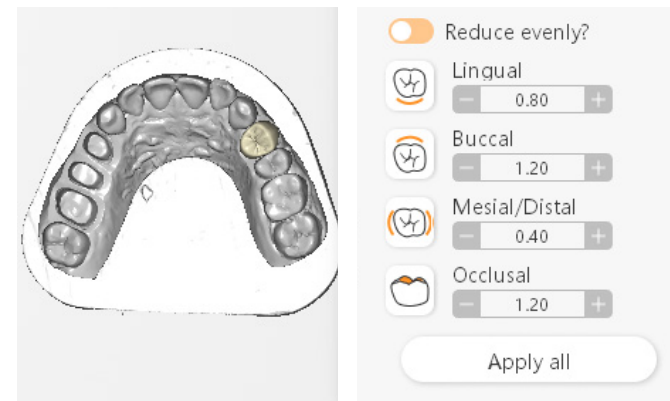 Reduce evenly?
Lingual
− 0.80 +
Buccal
− 1.20 +
Mesial/Distal
− 0.40 +
Occlusal
− 1.20 +
Apply all